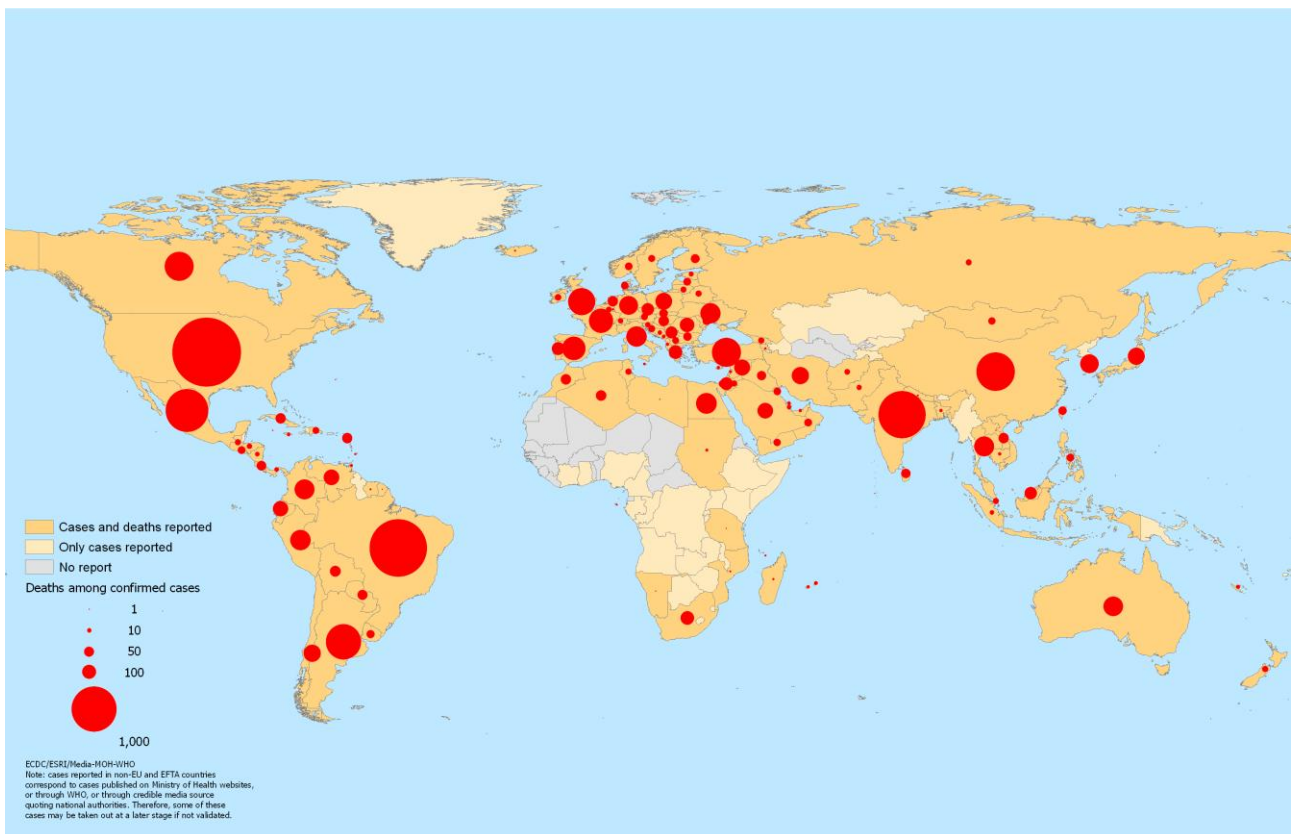 Cases and deaths reported
Only cases reported
No report
Deaths among confirmed cases
1
10
50
100
1,000
ECDC/ESRI/Media-MOH-WHO
Note: cases reported in non-EU and EFTA countries
correspond to cases published on Ministry of Health websites,
or through WHO, or through credible media source
quoting national authorities. Therefore, some of these
cases may be taken out at a later stage if not validated.